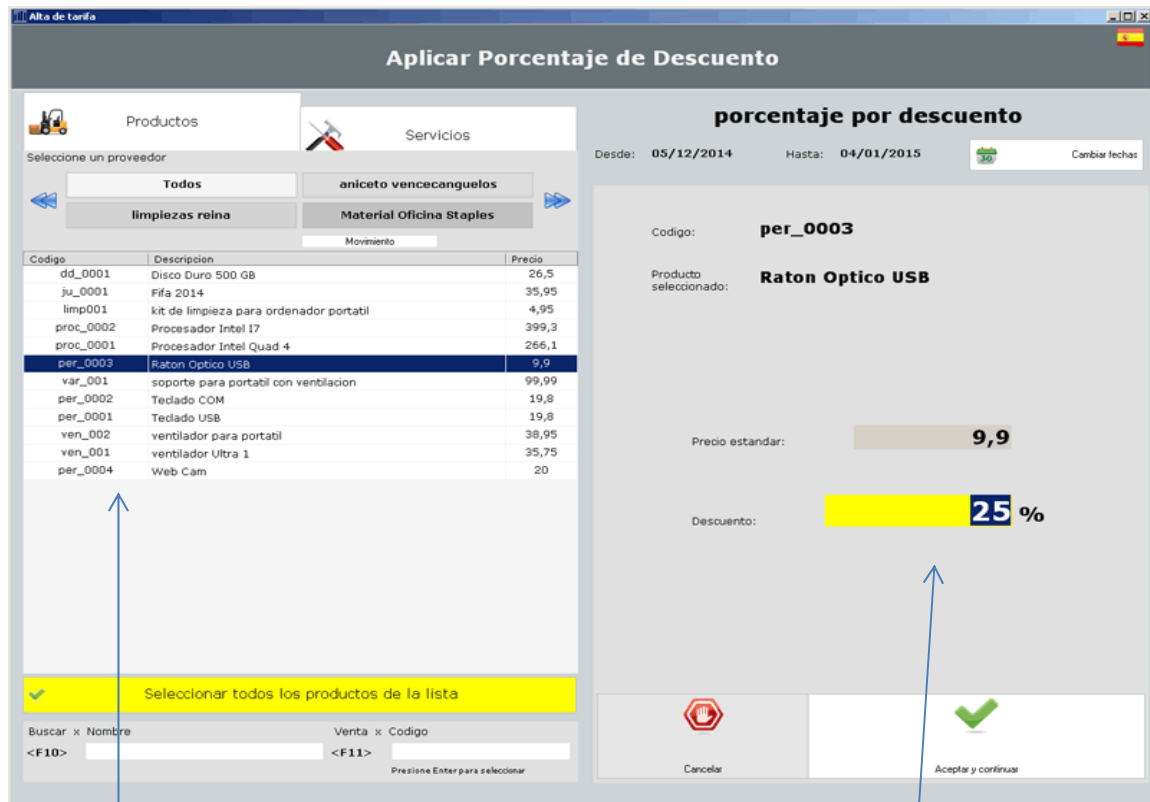 Alta de tarifa
Aplicar Porcentaje de Descuento
Productos
Servicios
Seleccione un proveedor
Todos
aniceto vencecanguelos
limpiezas reina
Material Oficina Staples
Movimiento
Codigo Descripcion Precio
dd_0001 Disco Duro 500 GB 26,5
ju_0001 Fifa 2014 35,95
limp001 kit de limpieza para ordenador portatil 4,95
proc_0002 Procesador Intel I7 399,3
proc_0001 Procesador Intel Quad 4 266,1
per_0003 Raton Optico USB 9,9
var_001 soporte para portatil con ventilacion 99,99
per_0002 Teclado COM 19,8
per_0001 Teclado USB 19,8
ven_002 ventilador para portatil 38,95
ven_001 ventilador Ultra 1 35,75
per_0004 Web Cam 20
Seleccionar todos los productos de la lista
Buscar x Nombre
<F10>
Venta x Codigo
<F11>
Presione Enter para seleccionar
porcentaje por descuento
Desde: 05/12/2014 Hasta: 04/01/2015
30
Cambiar fechas
Codigo: per_0003
Producto
seleccionado: Raton Optico USB
Precio estandar: 9,9
Descuento: 25 %
Cancelar
Aceptar y continuar